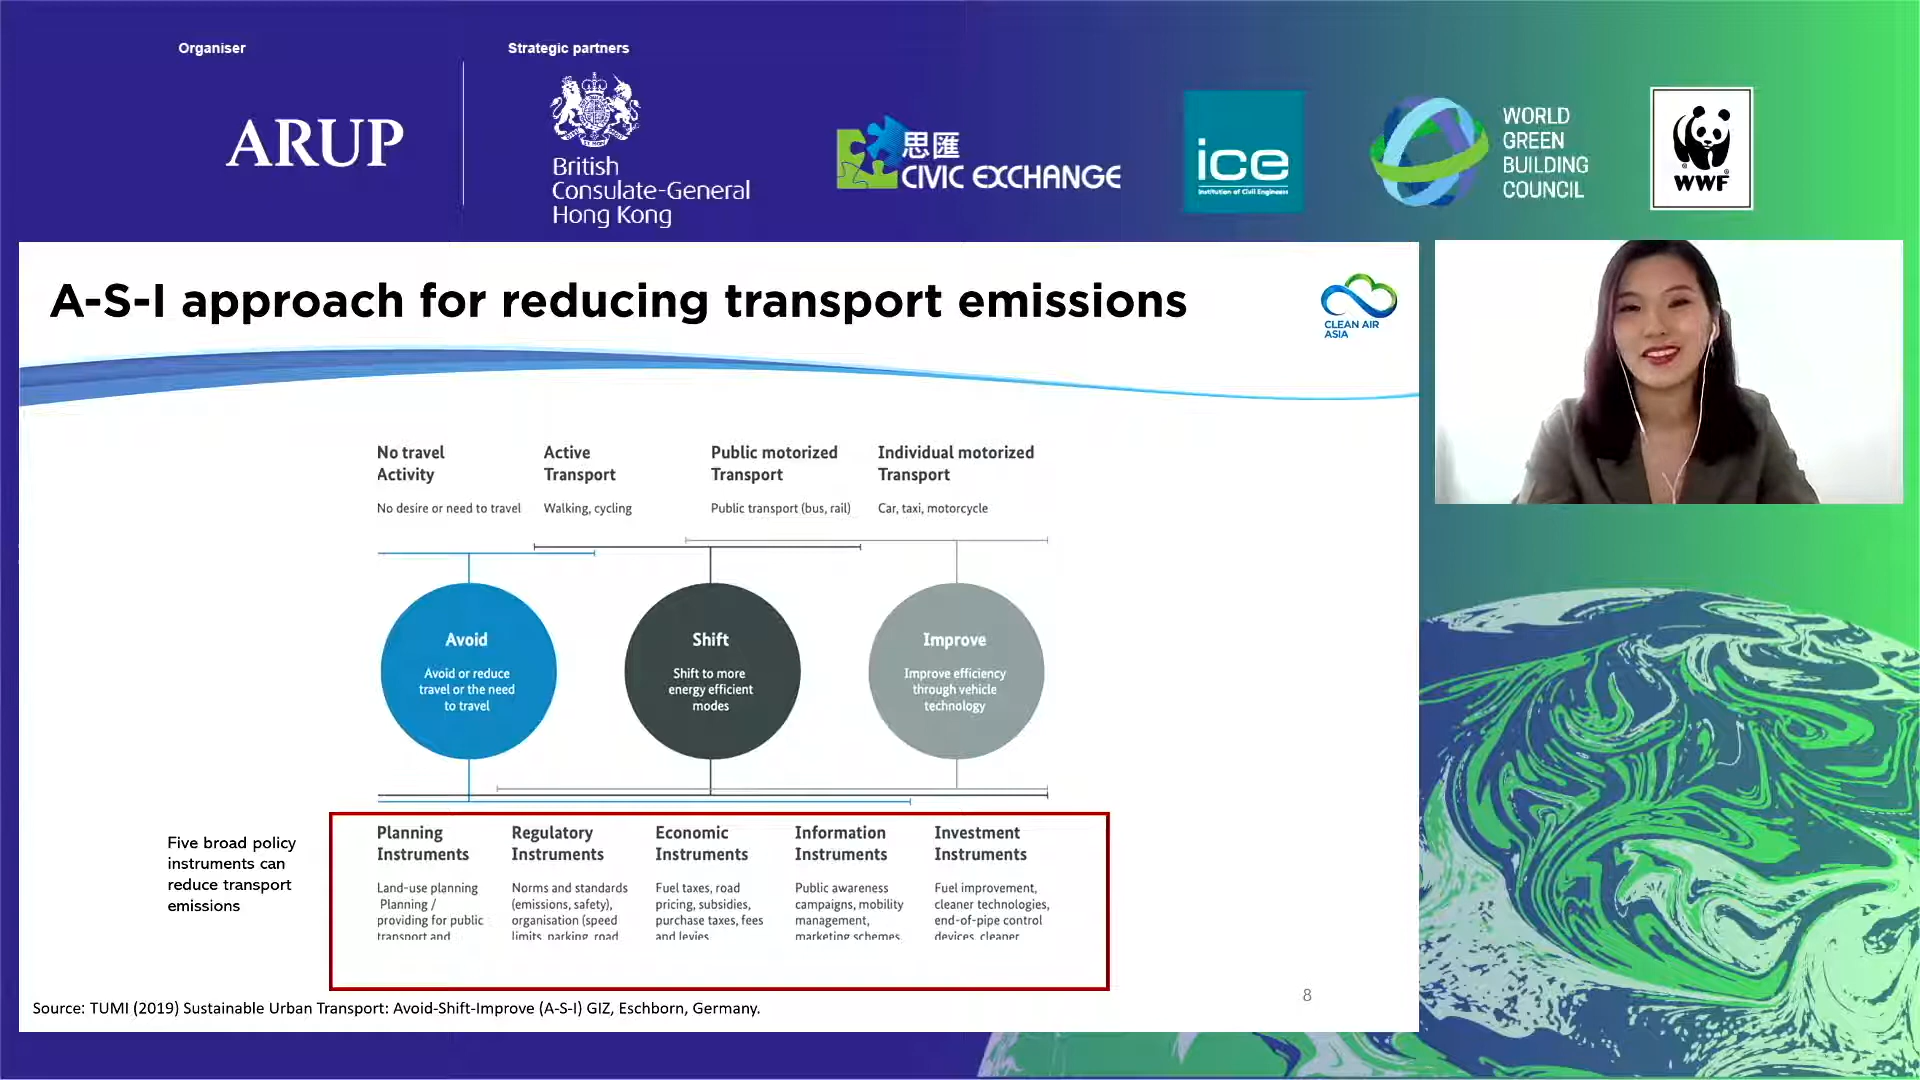 Organiser
Strategic partners
ARUP
British
Consulate-General
Hong Kong
思匯
CIVIC EXCHANGE
ice
Institution of Civil Engineers
WORLD
GREEN
BUILDING
COUNCIL
WWF
A-S-I approach for reducing transport emissions
CLEAN AIR
ASIA
No travel
Activity
No desire or need to travel
Active
Transport
Walking, cycling
Public motorized
Transport
Public transport (bus, rail)
Individual motorized
Transport
Car, taxi, motorcycle
Avoid
Avoid or reduce
travel or the need
to travel
Shift
Shift to more
energy efficient
modes
Improve
Improve efficiency
through vehicle
technology
Five broad policy
instruments can
reduce transport
emissions
Planning
Instruments
Land-use planning
Planning /
providing for public
transport and
Regulatory
Instruments
Norms and standards
(emissions, safety),
organisation (speed
limits, parking, road
Economic
Instruments
Fuel taxes, road
pricing, subsidies,
purchase taxes, fees
and levies
Information
Instruments
Public awareness
campaigns, mobility
management,
marketing schemes
Investment
Instruments
Fuel improvement,
cleaner technologies,
end-of-pipe control
devices, cleaner
Source: TUMI (2019) Sustainable Urban Transport: Avoid-Shift-Improve (A-S-I) GIZ, Eschborn, Germany.
8